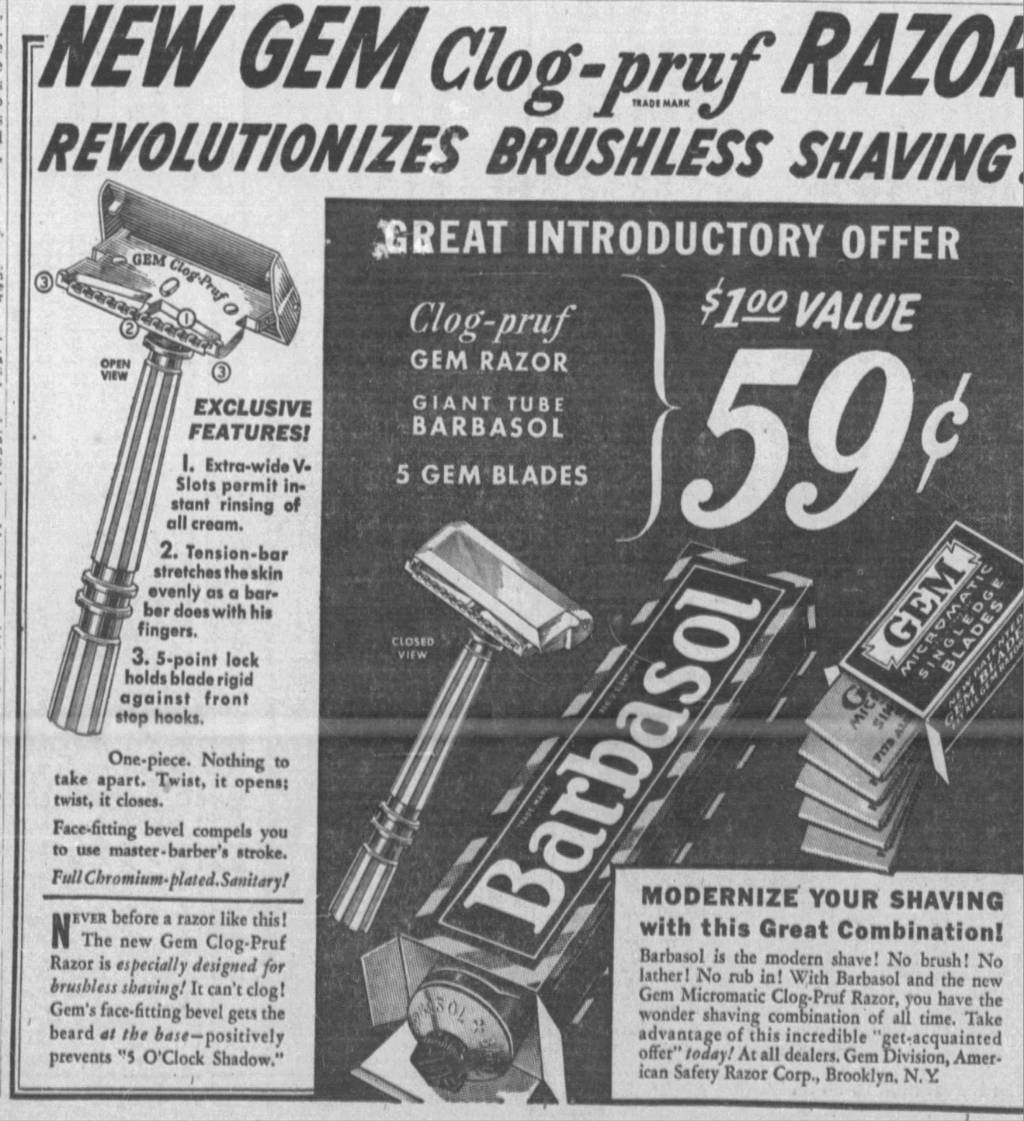 NEW GEM Clog-pruf RAZOR
TRADE MARK
REVOLUTIONIZES BRUSHLESS SHAVING!
GEM Clog-Pruf
3
2
1
3
OPEN
VIEW
EXCLUSIVE
FEATURES!
1. Extra-wide V-
Slots permit in-
stant rinsing of
all cream.
2. Tension-bar
stretches the skin
evenly as a bar-
ber does with his
fingers.
3. 5-point lock
holds blade rigid
against front
stop hooks.
One-piece. Nothing to
take apart. Twist, it opens;
twist, it closes.
Face-fitting bevel compels you
to use master-barber's stroke.
Full Chromium-plated. Sanitary!
NEVER before a razor like this!
The new Gem Clog-Pruf
Razor is especially designed for
brushless shaving! It can't clog!
Gem's face-fitting bevel gets the
beard at the base—positively
prevents "5 O'Clock Shadow."
GREAT INTRODUCTORY OFFER
Clog-pruf
GEM RAZOR
GIANT TUBE
BARBASOL
5 GEM BLADES
$1.00 VALUE
59¢
CLOSED
VIEW
Barbasol
TRADE MARK
GEM
MICROMATIC
SINGLEDGE
BLADES
MODERNIZE YOUR SHAVING
with this Great Combination!
Barbasol is the modern shave! No brush! No
lather! No rub in! With Barbasol and the new
Gem Micromatic Clog-Pruf Razor, you have the
wonder shaving combination of all time. Take
advantage of this incredible "get-acquainted
offer" today! At all dealers. Gem Division, Amer-
ican Safety Razor Corp., Brooklyn, N. Y.